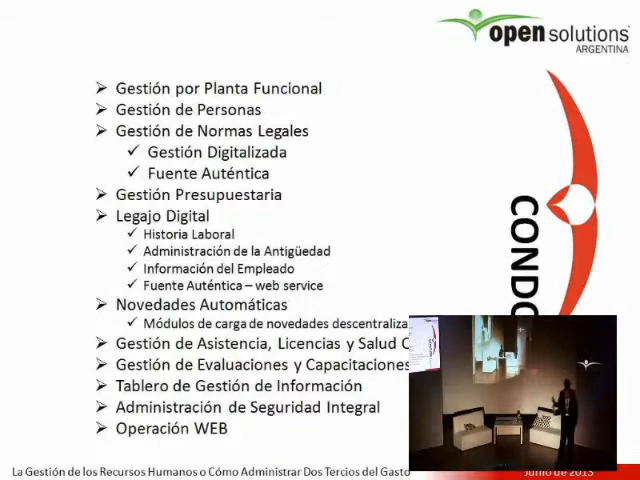 open solutions
ARGENTINA
Gestión por Planta Funcional
Gestión de Personas
Gestión de Normas Legales
Gestión Digitalizada
Fuente Auténtica
Gestión Presupuestaria
Legajo Digital
Historia Laboral
Administración de la Antigüedad
Información del Empleado
Fuente Auténtica – web service
Novedades Automáticas
Módulos de carga de novedades descentraliza
Gestión de Asistencia, Licencias y Salud
Gestión de Evaluaciones y Capacitaciones
Tablero de Gestión de Información
Administración de Seguridad Integral
Operación WEB
CONDO
La Gestión de los Recursos Humanos o Cómo Administrar Dos Tercios del Gasto
Junio de 2013